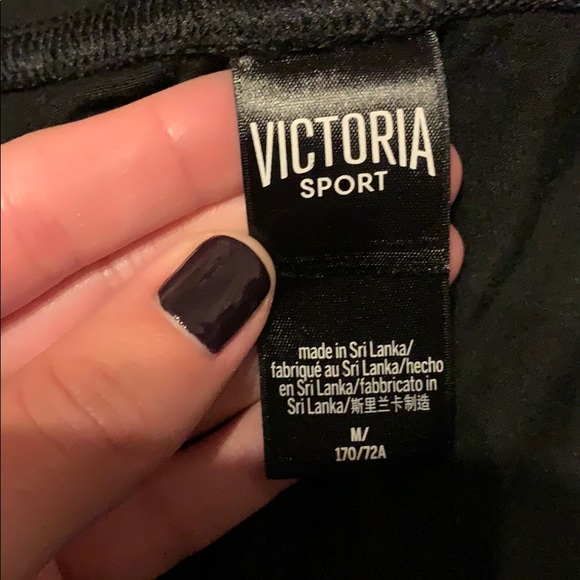 VICTORIA
SPORT
made in Sri Lanka/
fabriqué au Sri Lanka/hecho
en Sri Lanka/fabbricato in
Sri Lanka/斯里兰卡制造
M/
170/72A